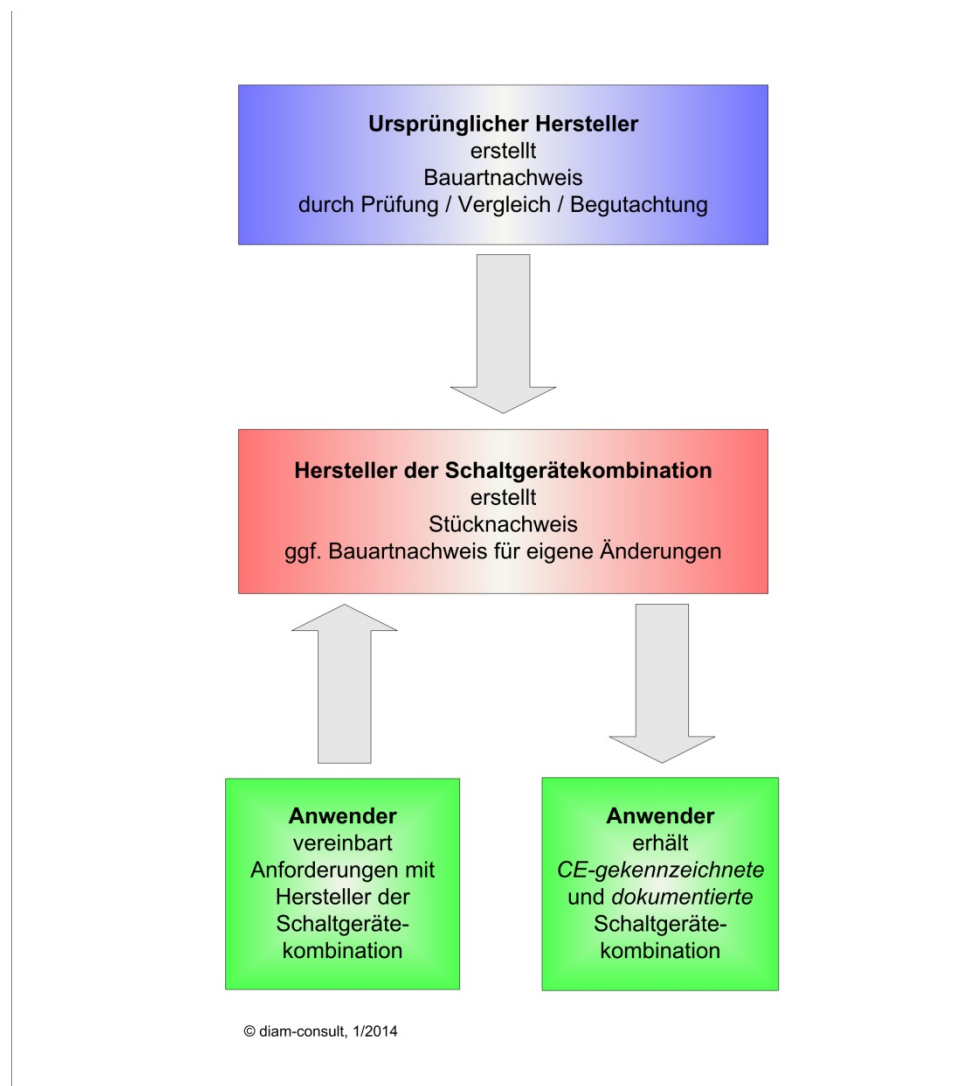 Ursprünglicher Hersteller
erstellt
Bauartnachweis
durch Prüfung / Vergleich / Begutachtung
Hersteller der Schaltgerätekombination
erstellt
Stücknachweis
ggf. Bauartnachweis für eigene Änderungen
Anwender
vereinbart
Anforderungen mit
Hersteller der
Schaltgeräte-
kombination
Anwender
erhält
CE-gekennzeichnete
und dokumentierte
Schaltgeräte-
kombination
© diam-consult, 1/2014